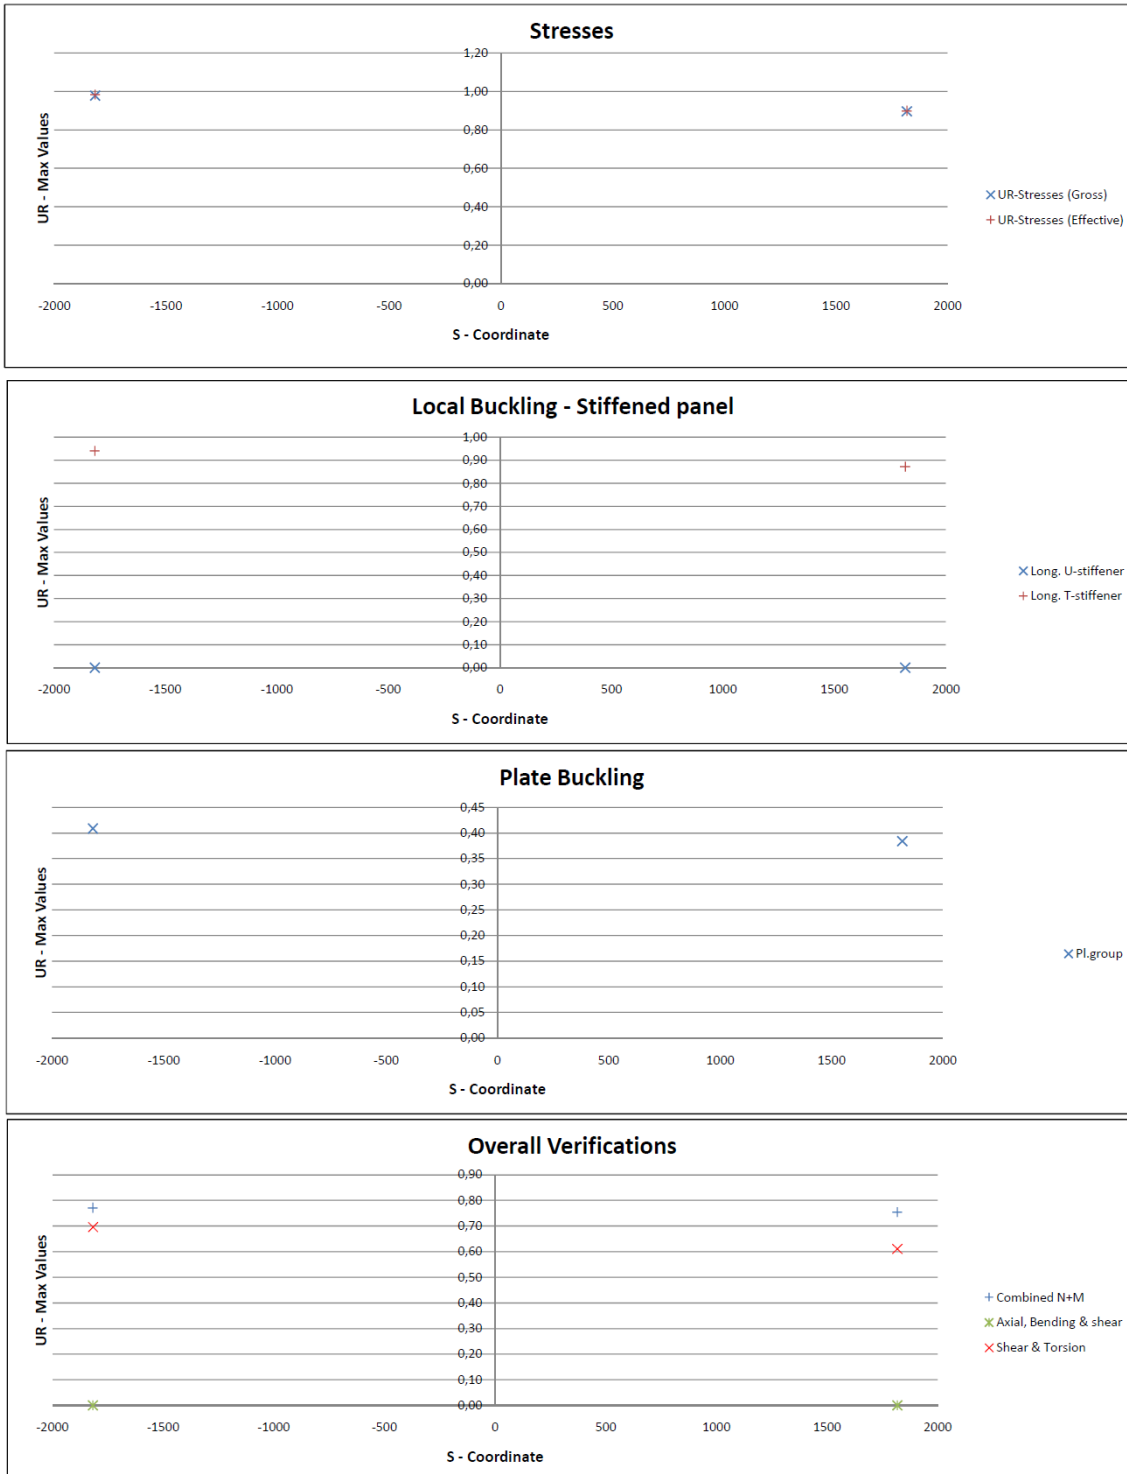 Stresses
UR - Max Values
1,20
1,00
0,80
0,60
0,40
0,20
0,00
-2000 -1500 -1000 -500 0 500 1000 1500 2000
S - Coordinate
UR-Stresses (Gross)
UR-Stresses (Effective)
Local Buckling - Stiffened panel
UR - Max Values
1,00
0,90
0,80
0,70
0,60
0,50
0,40
0,30
0,20
0,10
0,00
-2000 -1500 -1000 -500 0 500 1000 1500 2000
S - Coordinate
Long. U-stiffener
Long. T-stiffener
Plate Buckling
UR - Max Values
0,45
0,40
0,35
0,30
0,25
0,20
0,15
0,10
0,05
0,00
-2000 -1500 -1000 -500 0 500 1000 1500 2000
S - Coordinate
Pl.group
Overall Verifications
UR - Max Values
0,90
0,80
0,70
0,60
0,50
0,40
0,30
0,20
0,10
0,00
-2000 -1500 -1000 -500 0 500 1000 1500 2000
S - Coordinate
Combined N+M
Axial, Bending & shear
Shear & Torsion